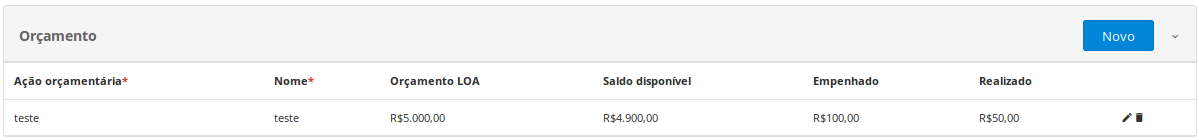 Orçamento Novo
Ação orçamentária* Nome* Orçamento LOA Saldo disponível Empenhado Realizado
teste teste R$5.000,00 R$4.900,00 R$100,00 R$50,00